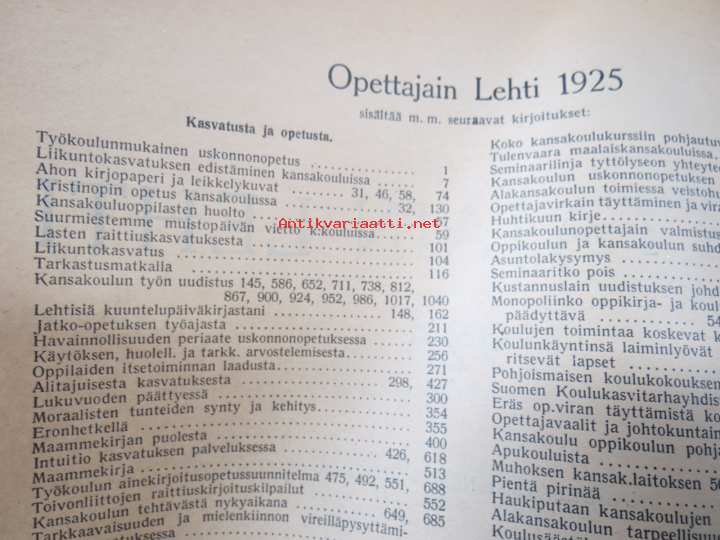 Opettajain Lehti 1925
sisältää m. m. seuraavat kirjoitukset:
Kasvatusta ja opetusta.
Työkoulunmukainen uskonnonopetus 1
Liikuntokasvatuksen edistäminen kansakouluissa 7
Ahon kirjopaperi ja leikkelykuvat 31, 46, 58, 74
Kristinopin opetus kansakoulussa 32, 130
Kansakouluoppilasten huolto 57
Suurmiestemme muistopäivän vietto k:kouluissa 59
Lasten raittiuskasvatuksesta 101
Liikuntokasvatus 104
Tarkastusmatkalla 116
Kansakoulun työn uudistus 145, 586, 652, 711, 738, 812,
867, 900, 924, 952, 986, 1017, 1040
Lehtisiä kuuntelupäiväkirjastani 148, 162
Jatko-opetuksen työajasta 211
Havainnollisuuden periaate uskonnonopetuksessa 230
Käytöksen, huolell. ja tarkk. arvostelemisesta 256
Oppilaiden itsetoiminnan laadusta 271
Alitajuisesta kasvatuksesta 298, 427
Lukuvuoden päättyessä 300
Moraalisten tunteiden synty ja kehitys 354
Eronhetkellä 355
Maammekirjan puolesta 400
Intuitio kasvatuksen palveluksessa 426, 618
Maammekirja 513
Työkoulun ainekirjoitusopetussuunnitelma 475, 492, 551, 688
Toivonliittojen raittiuskirjoituskilpailut 552
Kansakoulun tehtävästä nykyaikana 649, 685
Tarkkaavaisuuden ja mielenkiinnon vireilläpysyttämi-
Koko kansakoulukurssiin pohjautuv
Tulenvaara maalaiskansakouluissa.
Seminaarilinja tyttölyseon yhteytee
Kansakoulun uskonnonopetuksen
Alakansakoulun toimiessa veistoh
Opettajavirkain täyttäminen ja vira
Huhtikuun kirje
Kansakoulunopettajan valmistus
Oppikoulun ja kansakoulun suhd
Asuntolakysymys
Seminaaritko pois
Kustannuslain uudistuksen johd
Monopoliinko oppikirja- ja koul
päädyttävä 54
Koulujen toimintaa koskevat k
Koulunkäyntinsä laiminlyövät
ritsevät lapset
Pohjoismaisen koulukokouksen
Suomen Koulukasvitarhayhdis
Eräs op.viran täyttämistä ko
Opettajavaalit ja johtokuntain
Kansakoulu oppikoulun pohja
Apukouluista
Muhoksen kansak.laitoksen 50
Pientä pirinää
Haukiputaan kansakoulujen
Alakansakoulun tarpeellisuu
Antikvariaatti.net